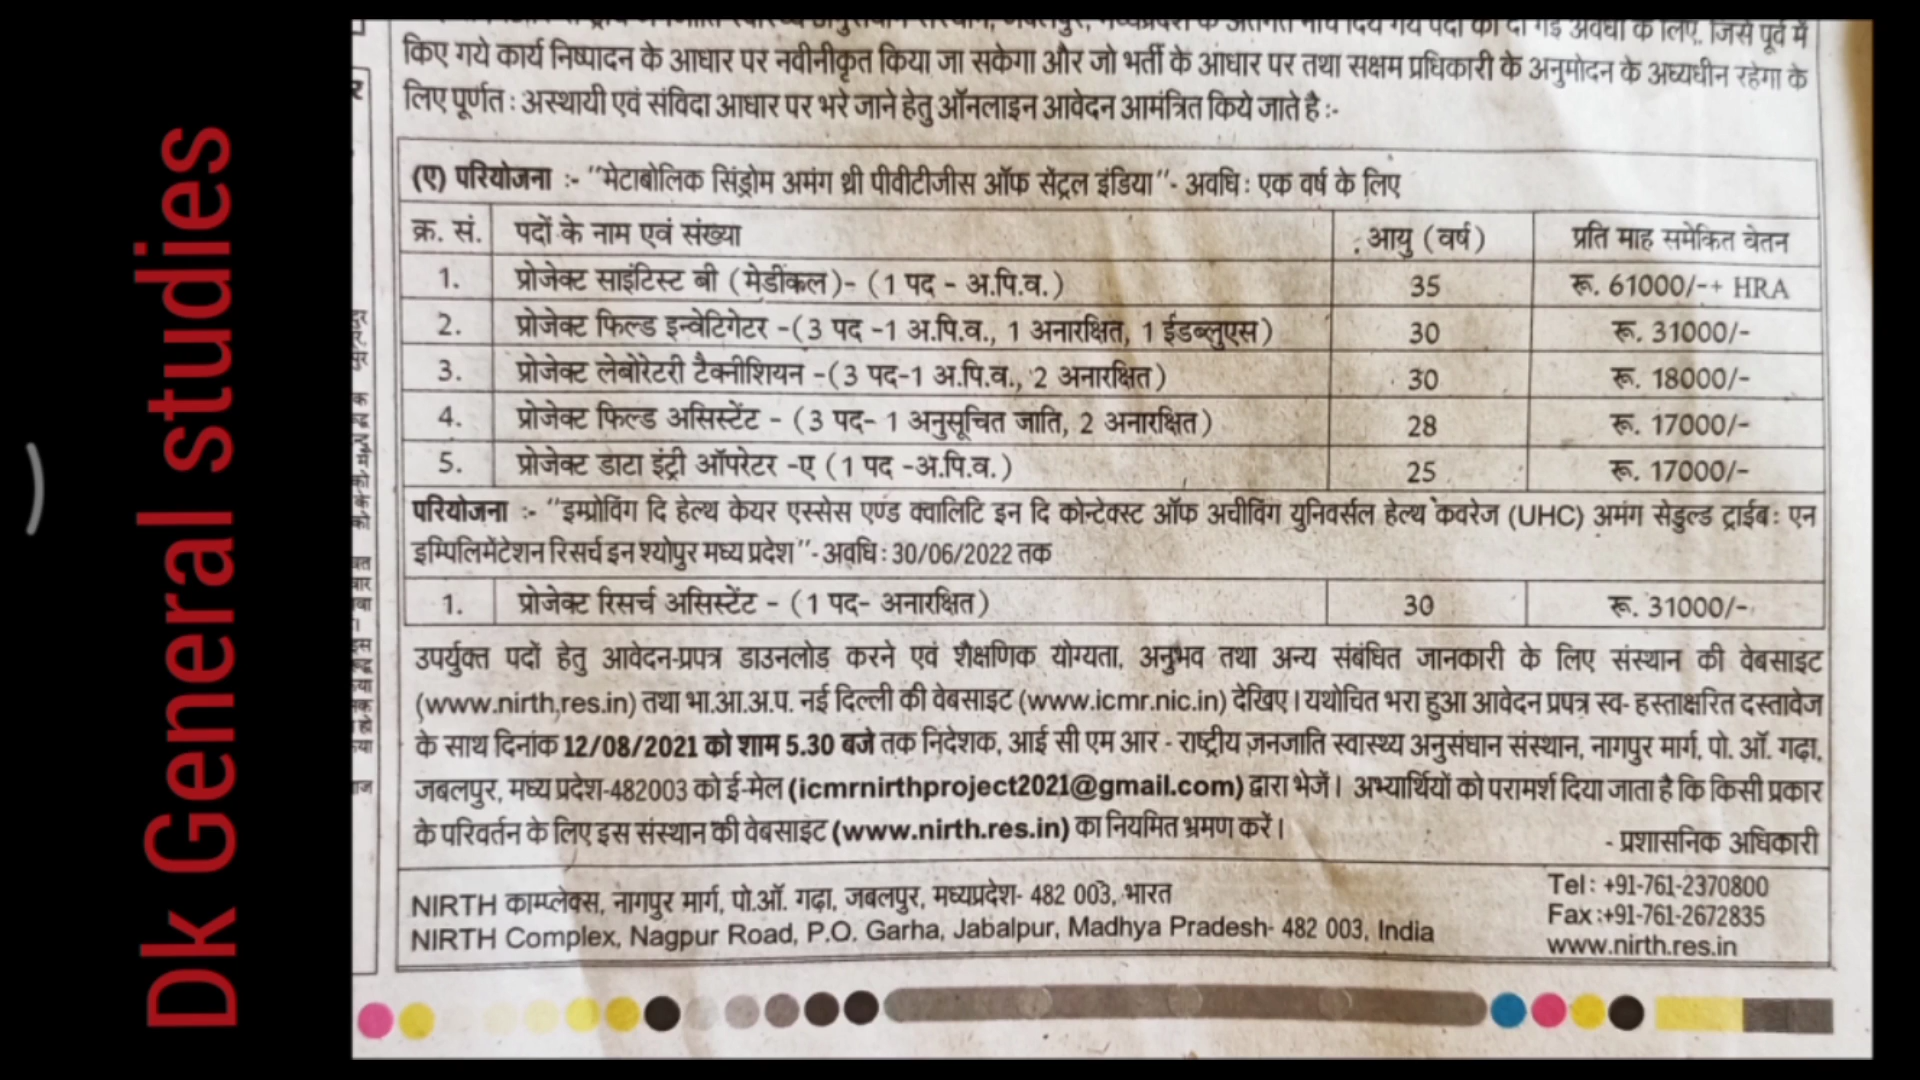 Dk General studies
किए गये कार्य निष्पादन के आधार पर नवीनीकृत किया जा सकेगा और जो भर्ती के आधार पर तथा सक्षम प्रधिकारी के अनुमोदन के अध्यधीन रहेगा के
लिए पूर्णत : अस्थायी एवं संविदा आधार पर भरे जाने हेतु ऑनलाइन आवेदन आमंत्रित किये जाते है :-
(ए) परियोजना :- "मेटाबोलिक सिंड्रोम अमंग थ्री पीवीटीजीस ऑफ सेंट्रल इंडिया"- अवधि : एक वर्ष के लिए
क्र. सं. पदों के नाम एवं संख्या आयु (वर्ष) प्रति माह समेकित वेतन
1. प्रोजेक्ट साइंटिस्ट बी (मेडीकल)- (1 पद - अ.पि.व.) 35 रू. 61000/-+ HRA
2. प्रोजेक्ट फिल्ड इन्वेटिगेटर -(3 पद -1 अ.पि.व., 1 अनारक्षित, 1 ईडब्लुएस) 30 रू. 31000/-
3. प्रोजेक्ट लेबोरेटरी टैक्नीशियन -(3 पद-1 अ.पि.व., 2 अनारक्षित) 30 रू. 18000/-
4. प्रोजेक्ट फिल्ड असिस्टेंट - (3 पद- 1 अनुसूचित जाति, 2 अनारक्षित) 28 रू. 17000/-
5. प्रोजेक्ट डाटा इंट्री ऑपरेटर -ए (1 पद -अ.पि.व.) 25 रू. 17000/-
परियोजना :- "इम्प्रोविंग दि हेल्थ केयर एस्सेस एण्ड क्वालिटि इन दि कोन्टेक्स्ट ऑफ अचीविंग युनिवर्सल हेल्थ कवरेज (UHC) अमंग सेडुल्ड ट्राईब : एन
इम्पिलिमेंटेशन रिसर्च इन श्योपुर मध्य प्रदेश"- अवधि : 30/06/2022 तक
1. प्रोजेक्ट रिसर्च असिस्टेंट - (1 पद- अनारक्षित) 30 रू. 31000/-
उपर्युक्त पदों हेतु आवेदन-प्रपत्र डाउनलोड करने एवं शैक्षणिक योग्यता, अनुभव तथा अन्य संबंधित जानकारी के लिए संस्थान की वेबसाइट
(www.nirth.res.in) तथा भा.आ.अ.प. नई दिल्ली की वेबसाइट (www.icmr.nic.in) देखिए। यथोचित भरा हुआ आवेदन प्रपत्र स्व- हस्ताक्षरित दस्तावेज
के साथ दिनांक 12/08/2021 को शाम 5.30 बजे तक निदेशक, आई सी एम आर - राष्ट्रीय जनजाति स्वास्थ्य अनुसंधान संस्थान, नागपुर मार्ग, पो. ऑ. गढ़ा,
जबलपुर, मध्य प्रदेश-482003 को ई-मेल (icmrnirthproject2021@gmail.com) द्वारा भेजें। अभ्यार्थियों को परामर्श दिया जाता है कि किसी प्रकार
के परिवर्तन के लिए इस संस्थान की वेबसाइट (www.nirth.res.in) का नियमित भ्रमण करें।
- प्रशासनिक अधिकारी
NIRTH काम्प्लेक्स, नागपुर मार्ग, पो.ऑ. गढ़ा, जबलपुर, मध्यप्रदेश- 482 003, भारत
NIRTH Complex, Nagpur Road, P.O. Garha, Jabalpur, Madhya Pradesh- 482 003, India
Tel : +91-761-2370800
Fax :+91-761-2672835
www.nirth.res.in